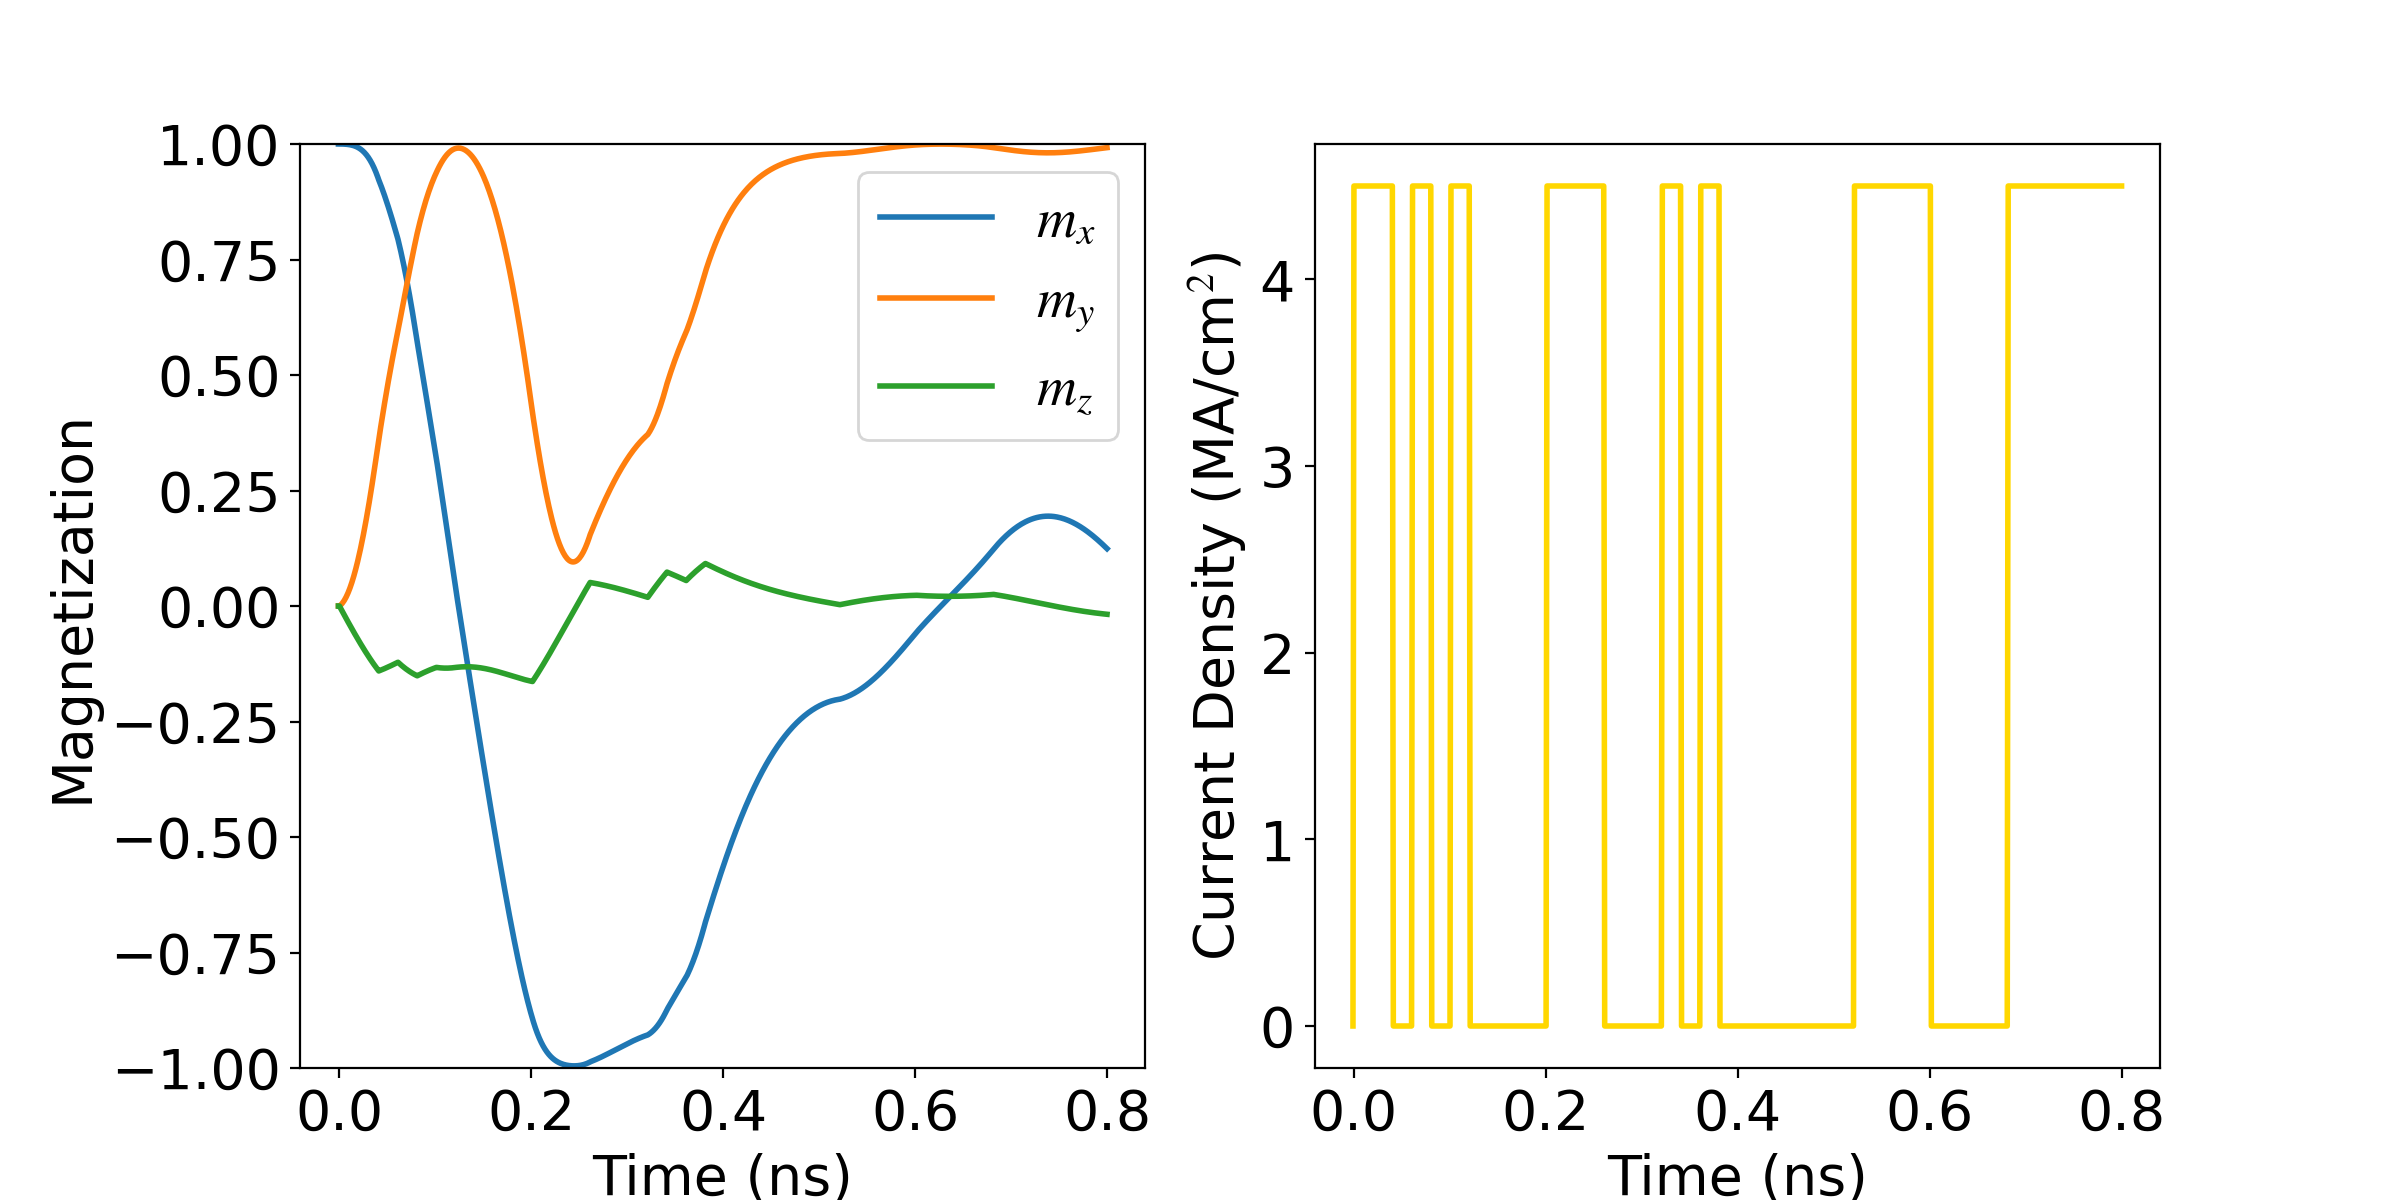 Magnetization
1.00
0.75
0.50
0.25
0.00
−0.25
−0.50
−0.75
−1.00
0.0 0.2 0.4 0.6 0.8
Time (ns)
m_x
m_y
m_z
Current Density (MA/cm²)
4
3
2
1
0
0.0 0.2 0.4 0.6 0.8
Time (ns)